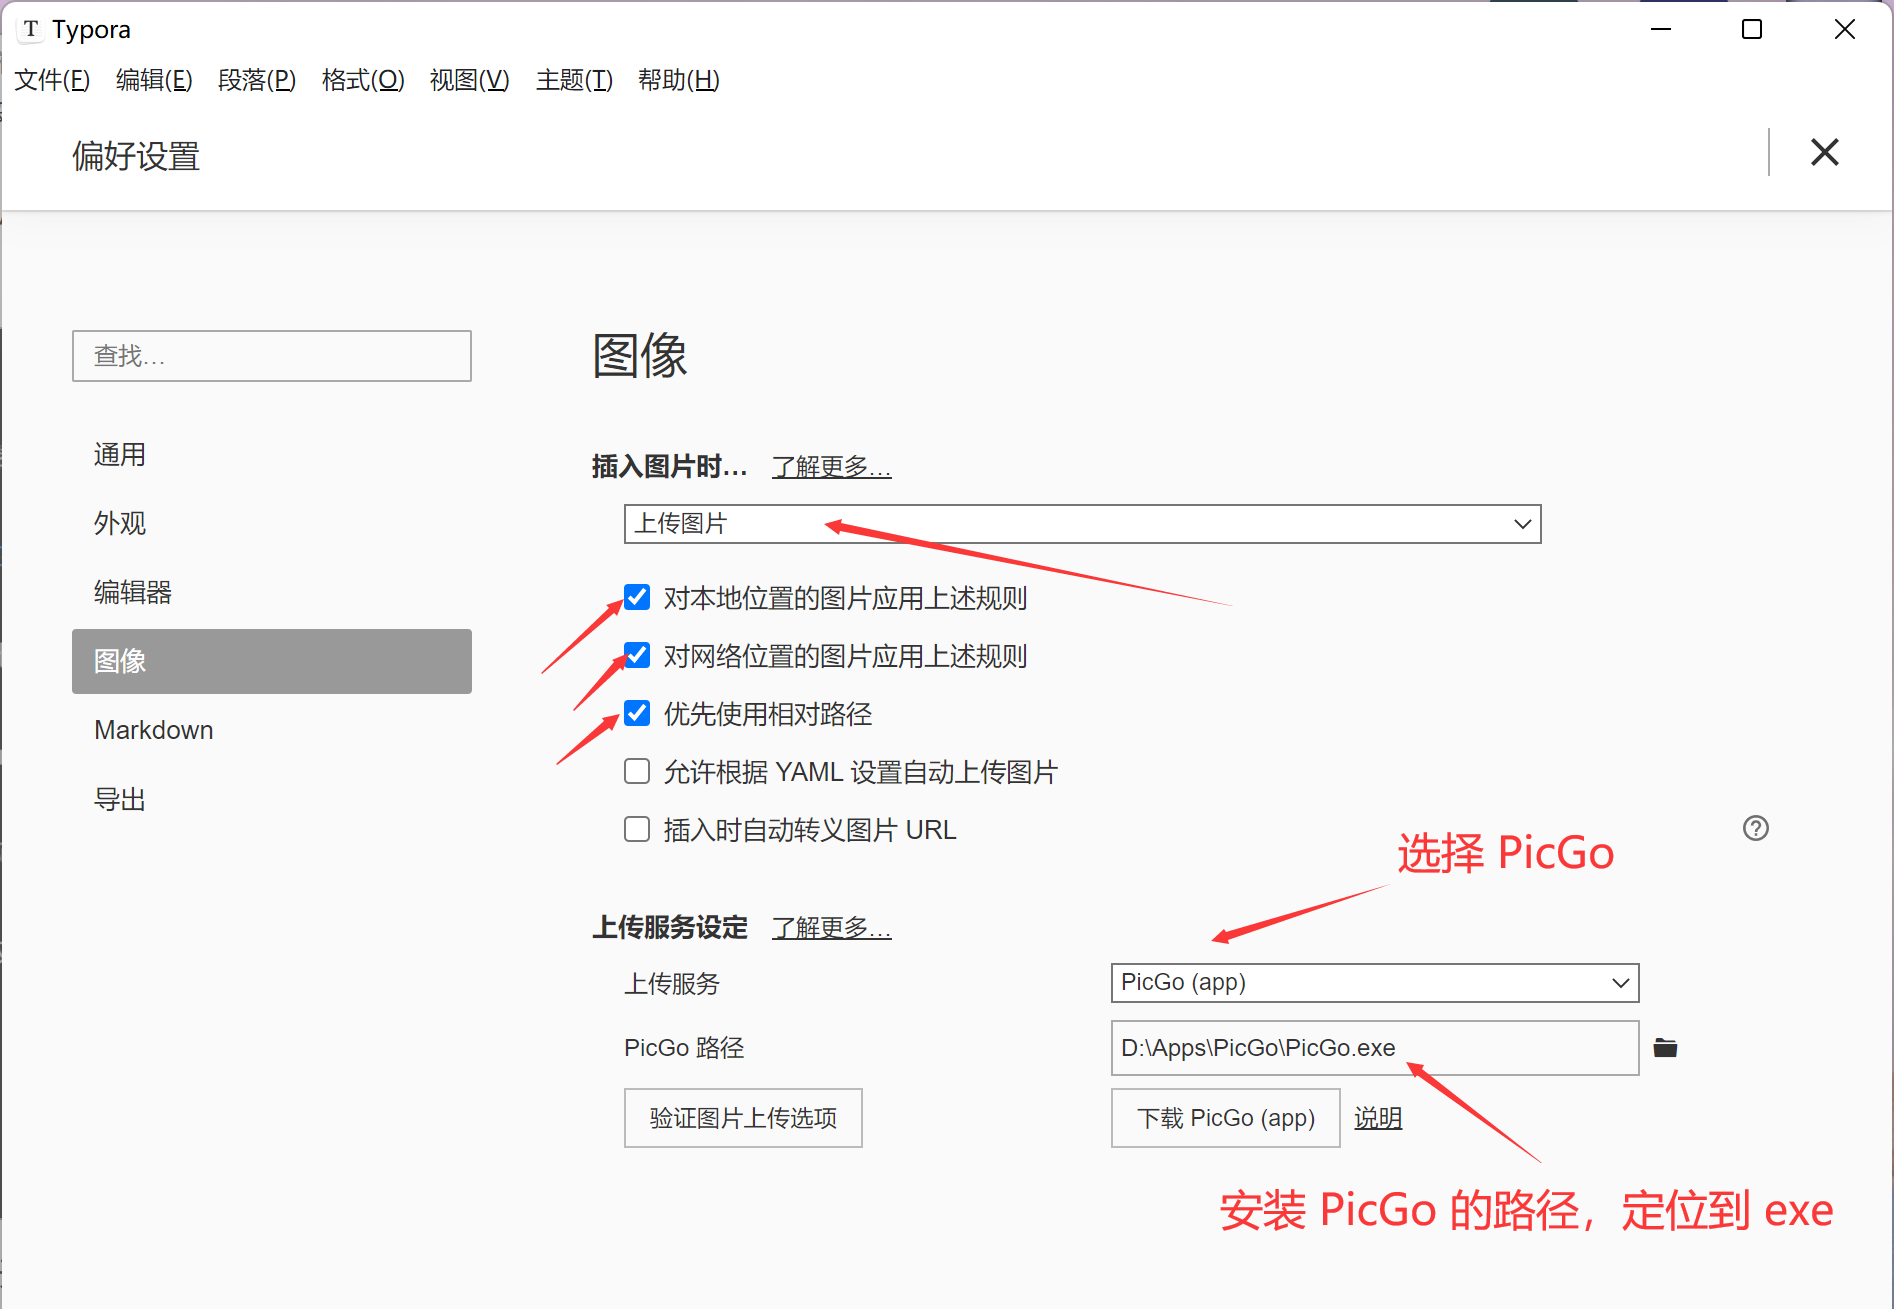 T Typora
文件(F) 编辑(E) 段落(P) 格式(O) 视图(V) 主题(T) 帮助(H)
偏好设置
查找…
通用
外观
编辑器
图像
Markdown
导出
图像
插入图片时… 了解更多…
上传图片
对本地位置的图片应用上述规则
对网络位置的图片应用上述规则
优先使用相对路径
允许根据 YAML 设置自动上传图片
插入时自动转义图片 URL
选择 PicGo
上传服务设定 了解更多…
上传服务 PicGo (app)
PicGo 路径 D:\Apps\PicGo\PicGo.exe
验证图片上传选项 下载 PicGo (app) 说明
安装 PicGo 的路径，定位到 exe